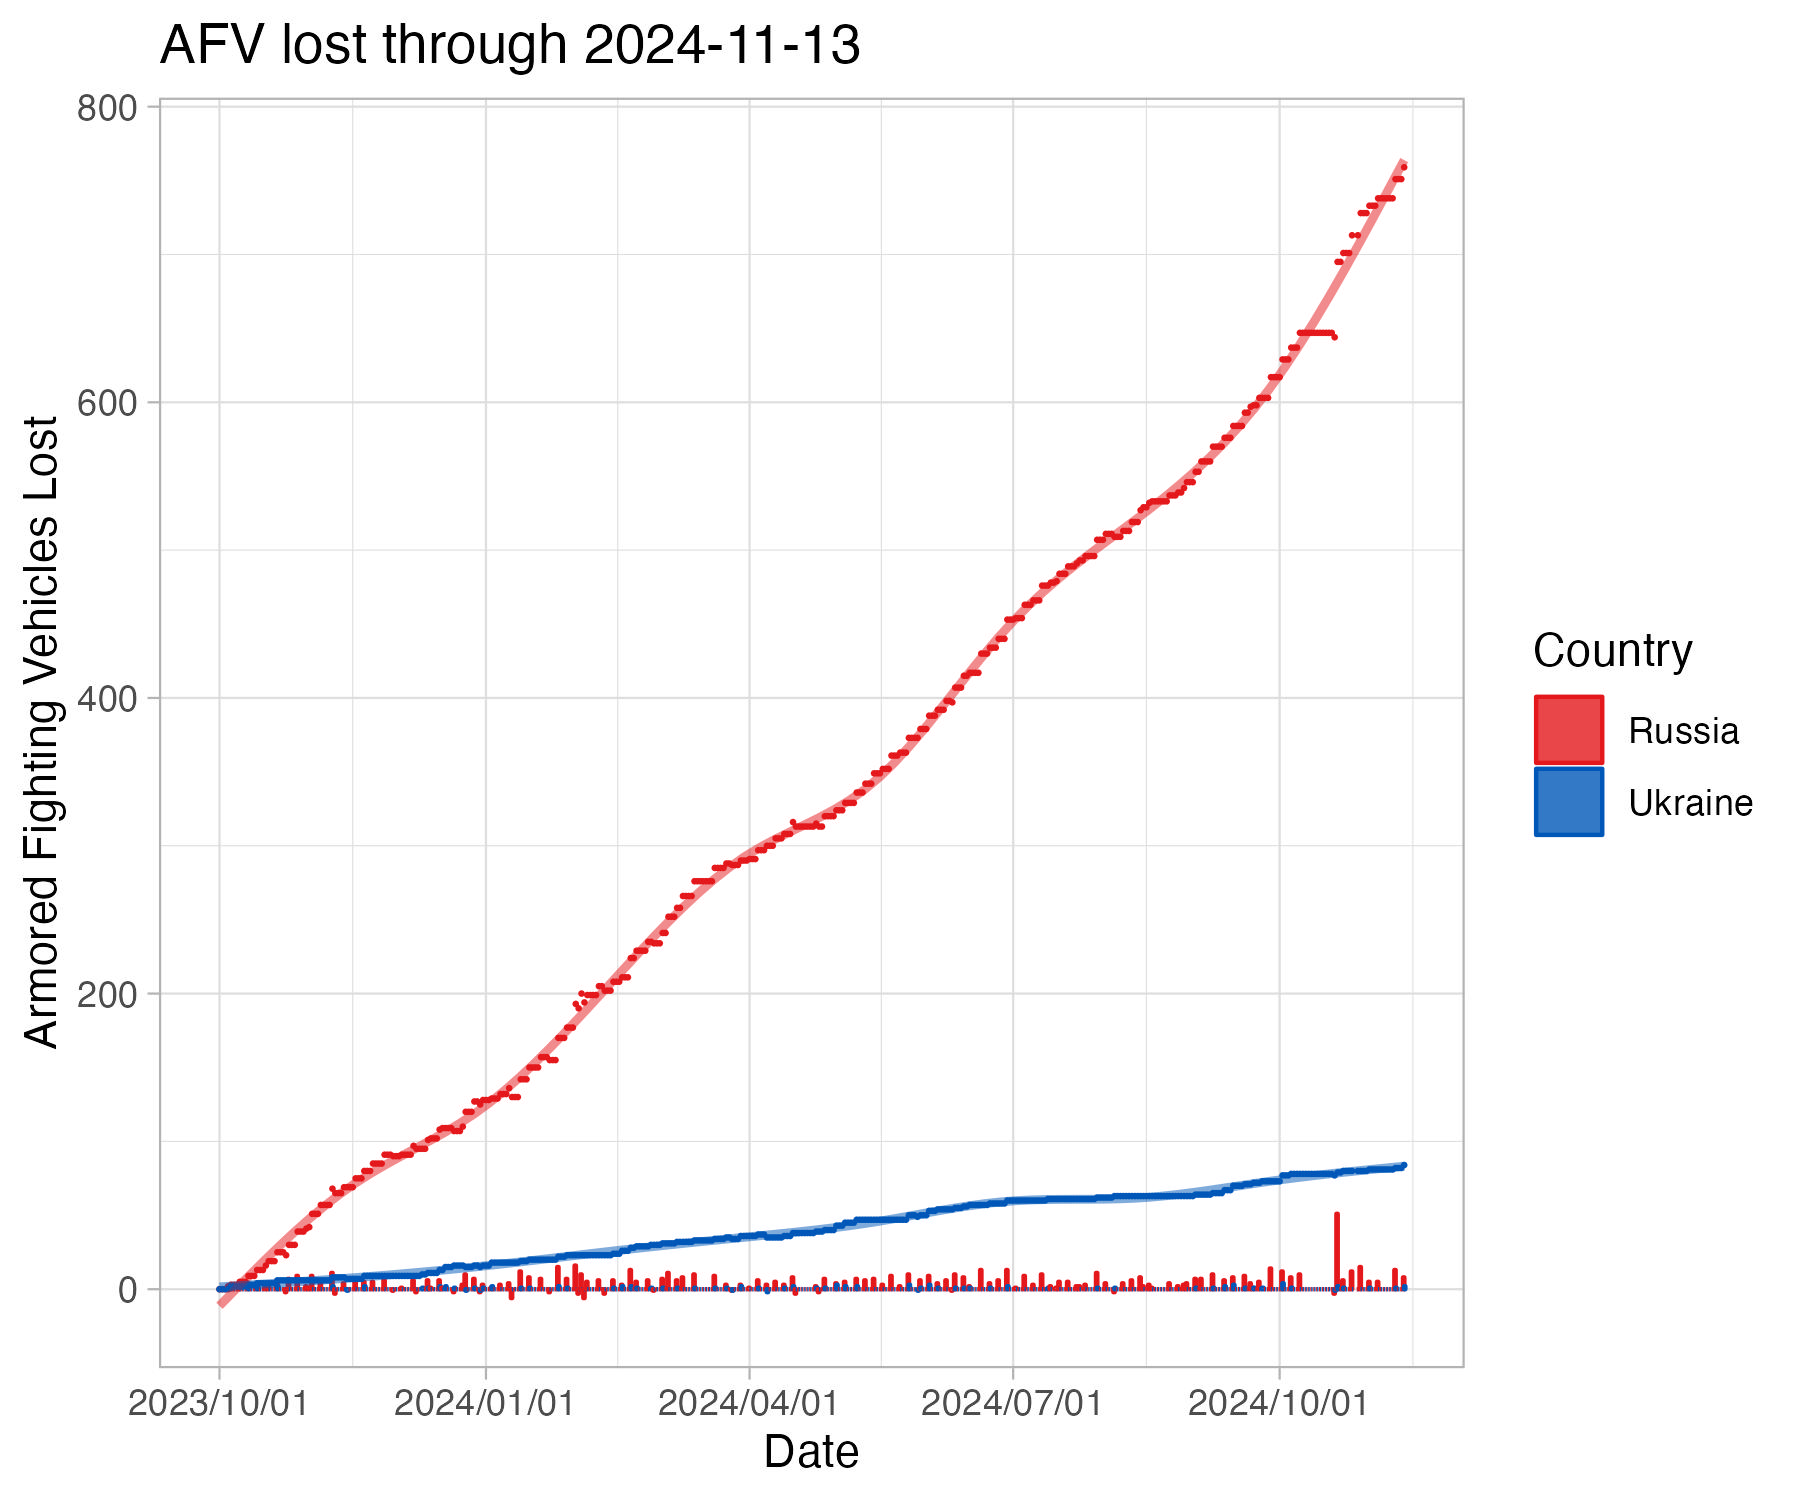 AFV lost through 2024-11-13
Armored Fighting Vehicles Lost
800
600
400
200
0
2023/10/01
2024/01/01
2024/04/01
2024/07/01
2024/10/01
Date
Country
Russia
Ukraine